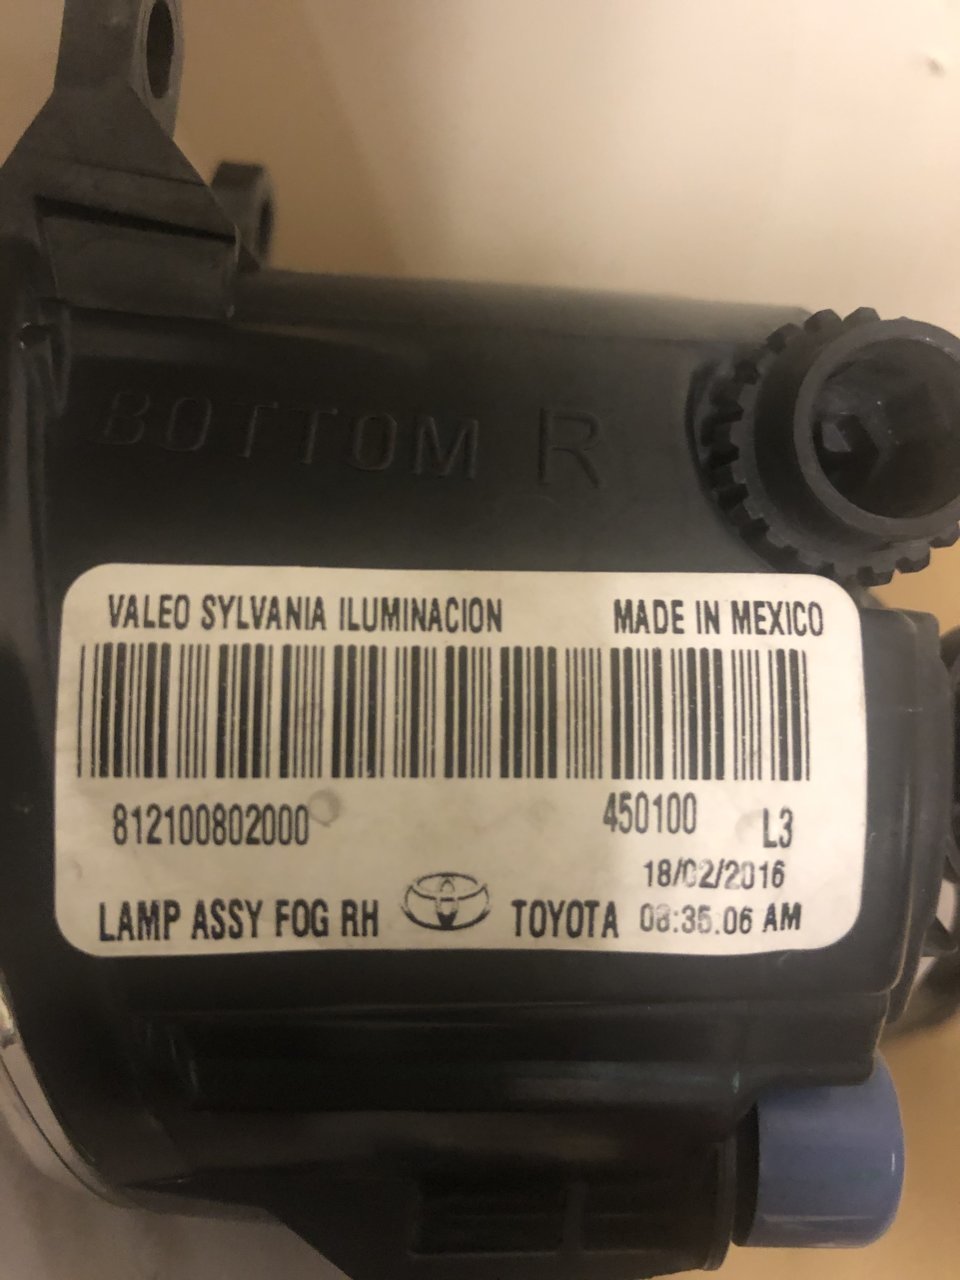 BOTTOM R
VALEO SYLVANIA ILUMINACION MADE IN MEXICO
812100802000 450100 L3
18/02/2016
LAMP ASSY FOG RH TOYOTA 08:35:06 AM